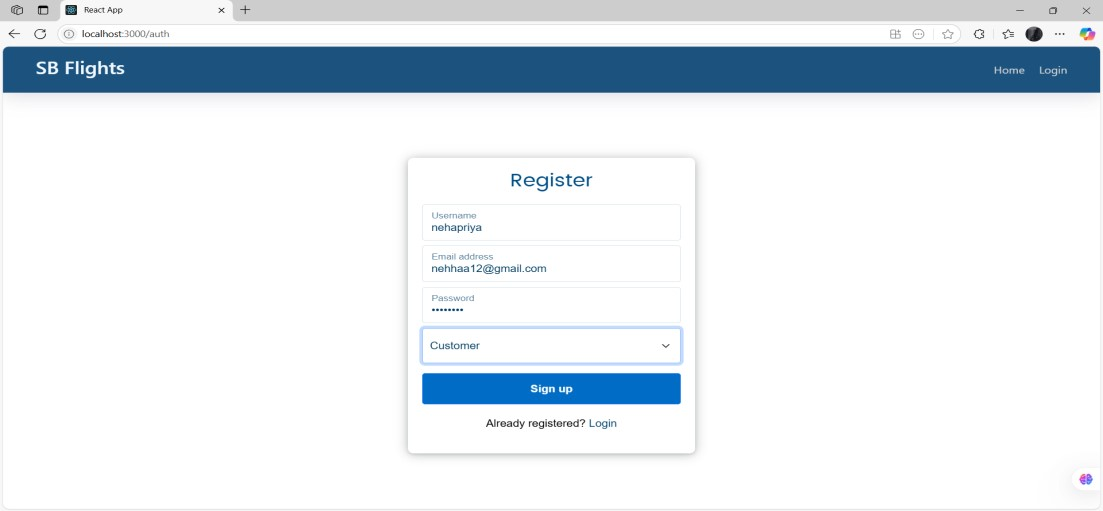 React App
localhost:3000/auth
SB Flights
Home
Login
Register
Username
nehapriya
Email address
nehhaa12@gmail.com
Password
••••••••
Customer
Sign up
Already registered? Login